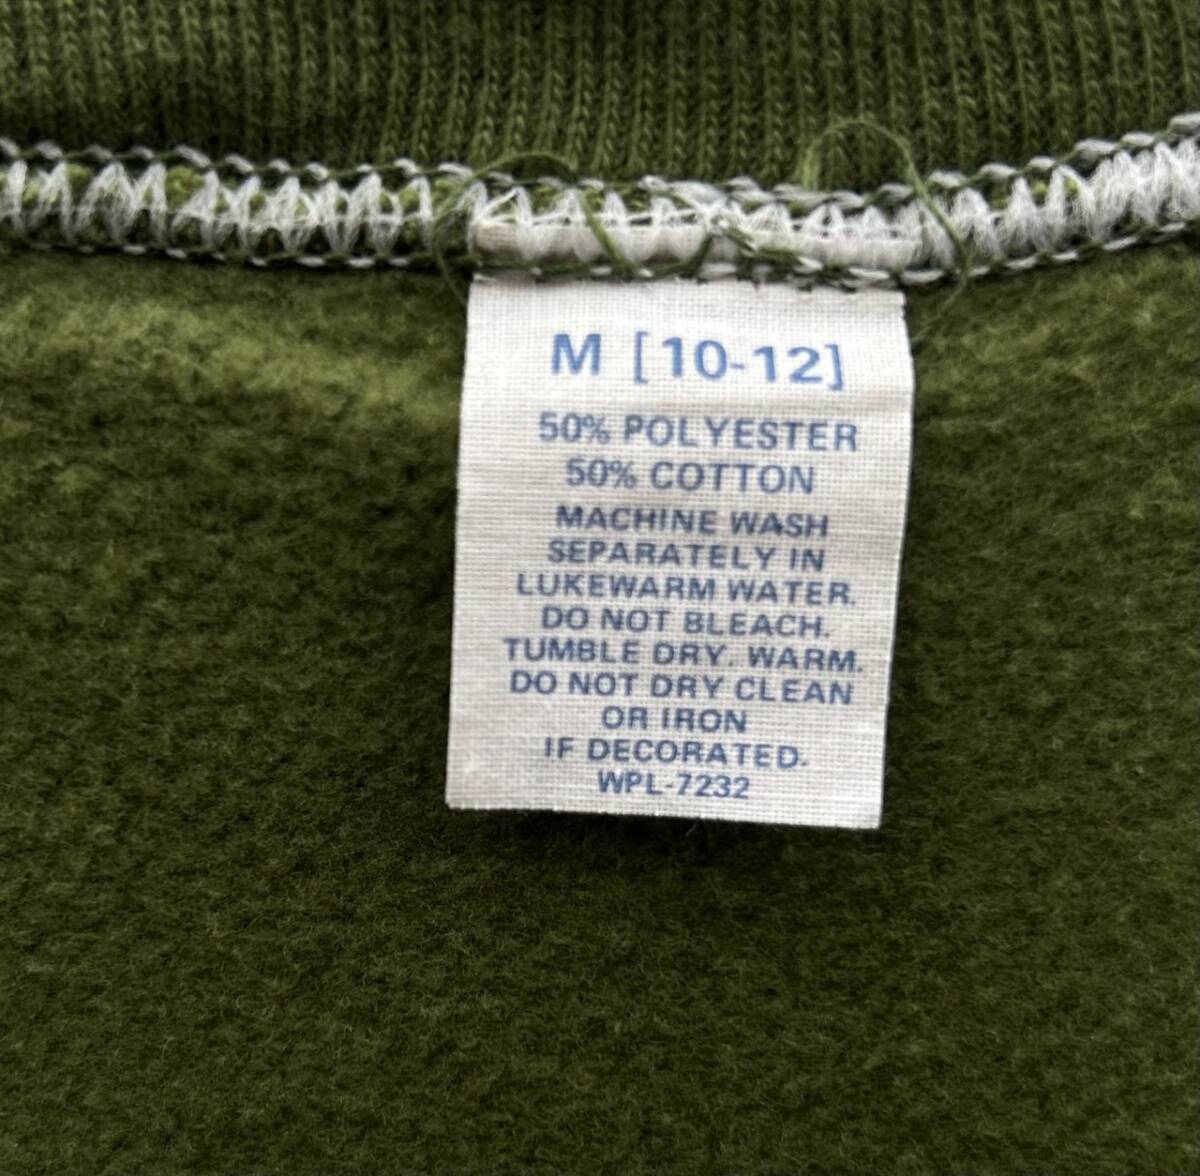 M [10-12]
50% POLYESTER
50% COTTON
MACHINE WASH
SEPARATELY IN
LUKEWARM WATER.
DO NOT BLEACH.
TUMBLE DRY. WARM.
DO NOT DRY CLEAN
OR IRON
IF DECORATED.
WPL-7232